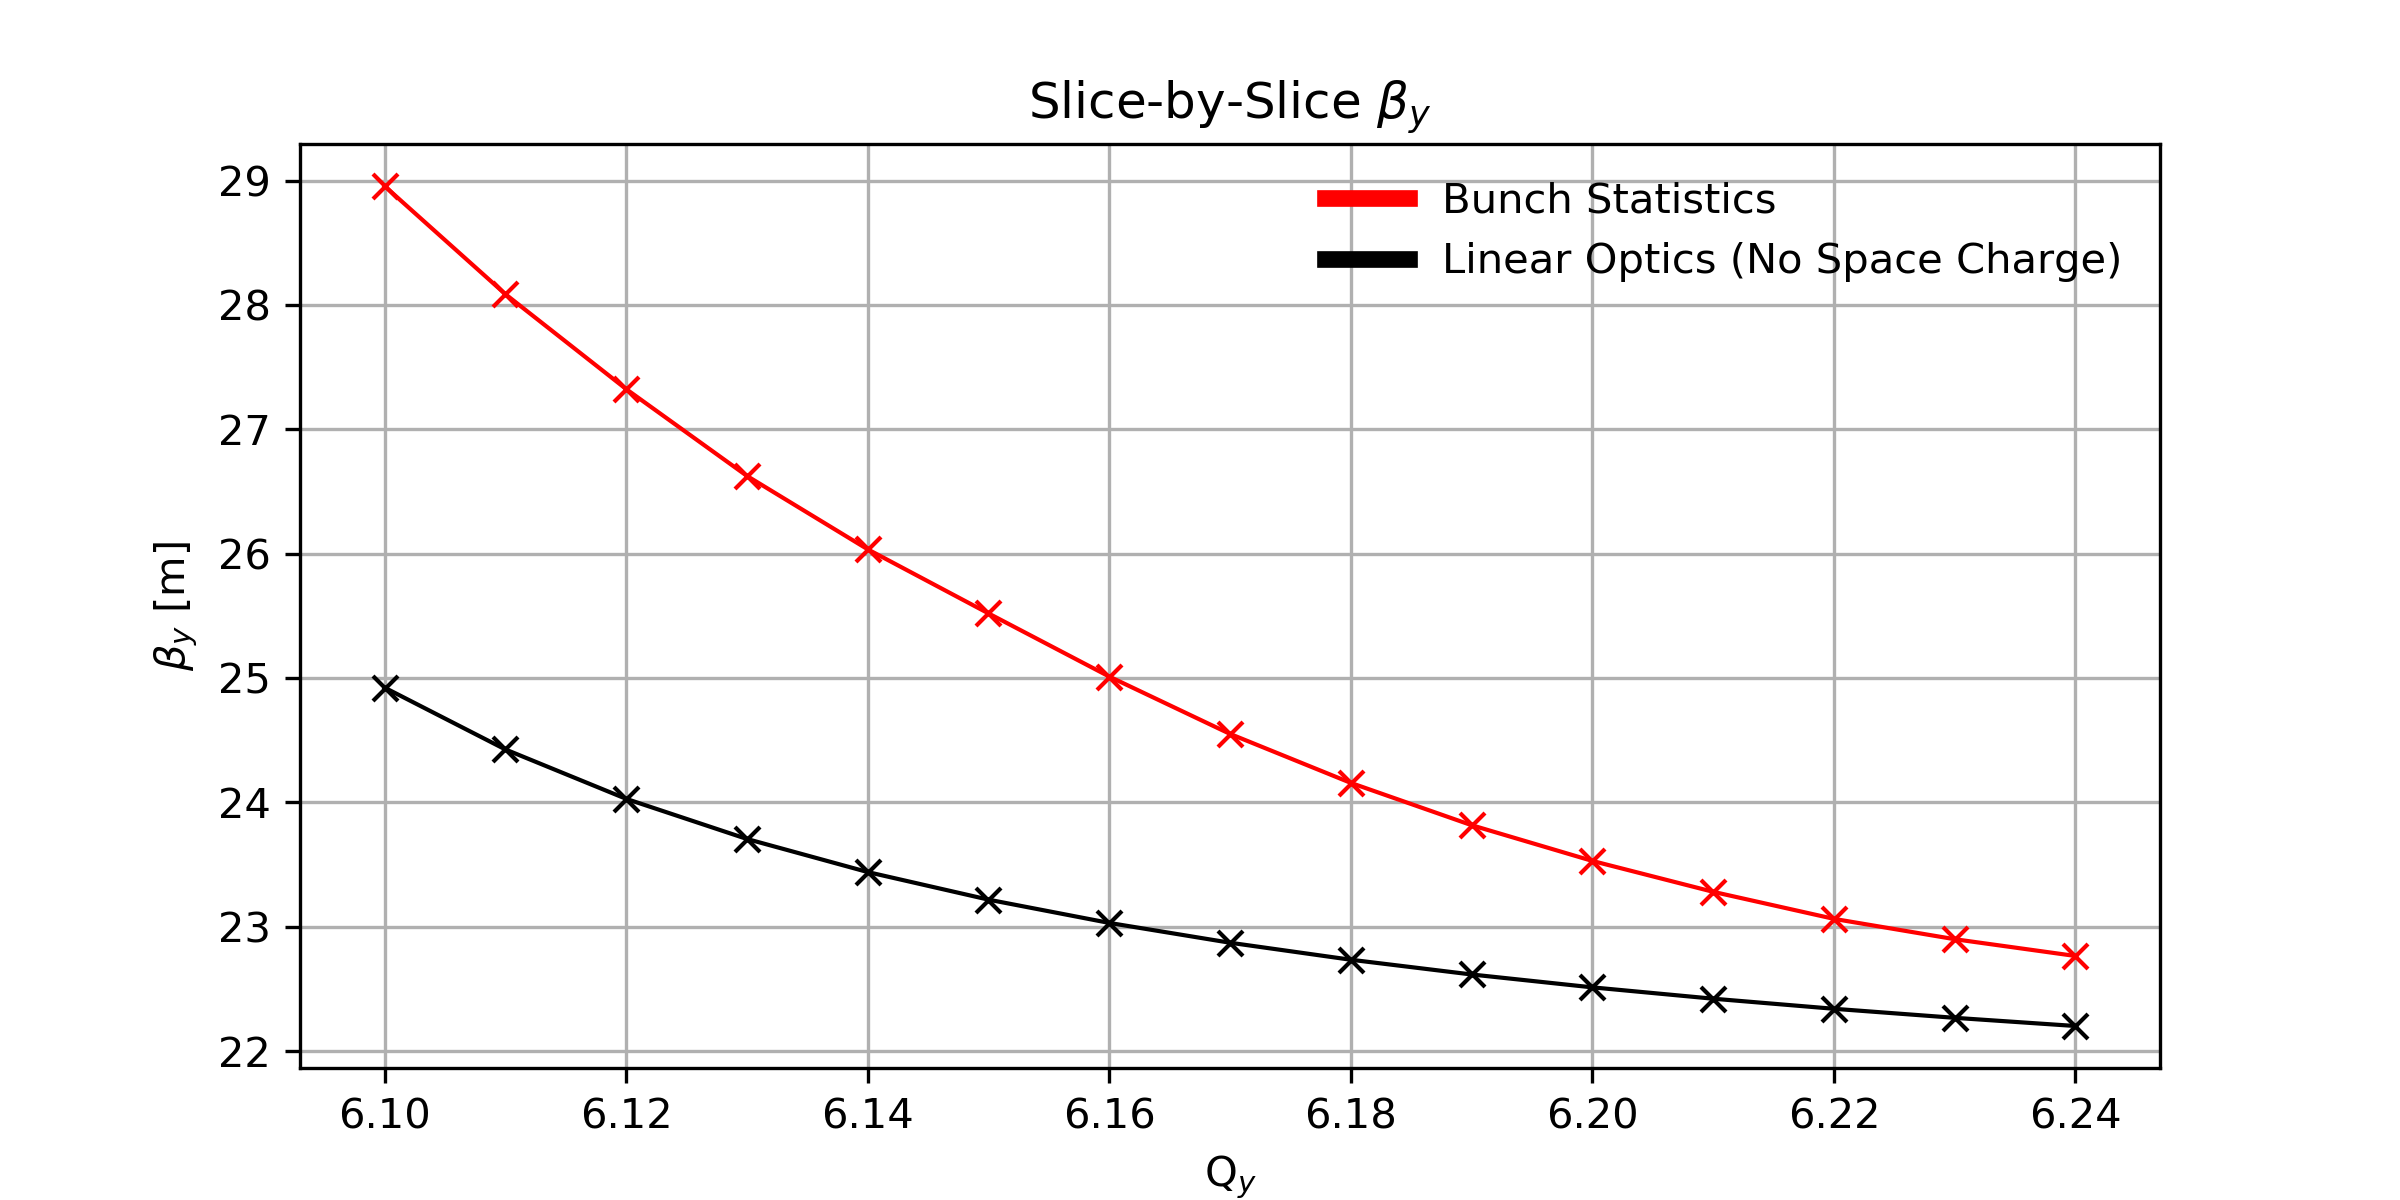 Slice-by-Slice βy
Bunch Statistics
Linear Optics (No Space Charge)
βy [m]
29
28
27
26
25
24
23
22
6.10 6.12 6.14 6.16 6.18 6.20 6.22 6.24
Qy